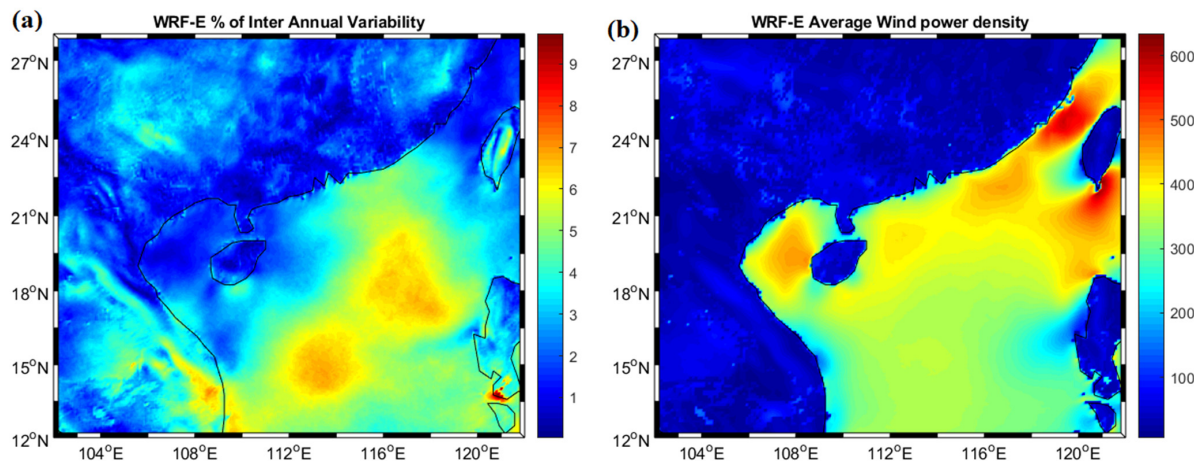 (a)
WRF-E % of Inter Annual Variability
27°N
24°N
21°N
18°N
15°N
12°N
104°E 108°E 112°E 116°E 120°E
9
8
7
6
5
4
3
2
1
(b)
WRF-E Average Wind power density
27°N
24°N
21°N
18°N
15°N
12°N
104°E 108°E 112°E 116°E 120°E
600
500
400
300
200
100